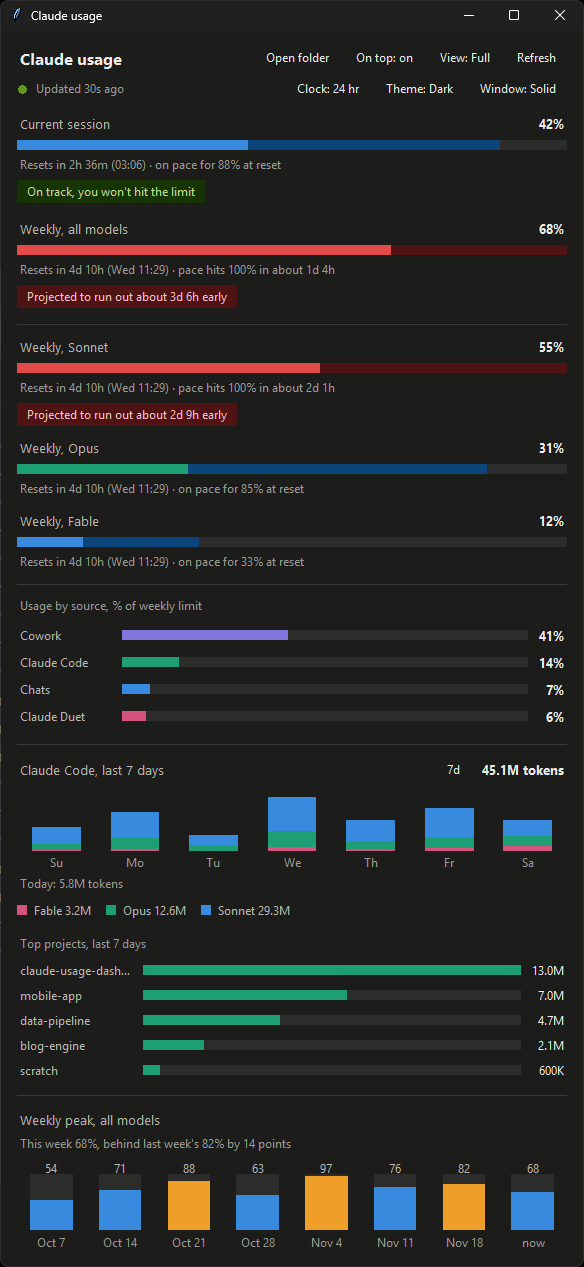 Claude usage
Claude usage
Open folder
On top: on
View: Full
Refresh
Updated 30s ago
Clock: 24 hr
Theme: Dark
Window: Solid
Current session 42%
Resets in 2h 36m (03:06) · on pace for 88% at reset
On track, you won't hit the limit
Weekly, all models 68%
Resets in 4d 10h (Wed 11:29) · pace hits 100% in about 1d 4h
Projected to run out about 3d 6h early
Weekly, Sonnet 55%
Resets in 4d 10h (Wed 11:29) · pace hits 100% in about 2d 1h
Projected to run out about 2d 9h early
Weekly, Opus 31%
Resets in 4d 10h (Wed 11:29) · on pace for 85% at reset
Weekly, Fable 12%
Resets in 4d 10h (Wed 11:29) · on pace for 33% at reset
Usage by source, % of weekly limit
Cowork 41%
Claude Code 14%
Chats 7%
Claude Duet 6%
Claude Code, last 7 days 7d 45.1M tokens
Su Mo Tu We Th Fr Sa
Today: 5.8M tokens
Fable 3.2M Opus 12.6M Sonnet 29.3M
Top projects, last 7 days
claude-usage-dash... 13.0M
mobile-app 7.0M
data-pipeline 4.7M
blog-engine 2.1M
scratch 600K
Weekly peak, all models
This week 68%, behind last week's 82% by 14 points
54 71 88 63 97 76 82 68
Oct 7 Oct 14 Oct 21 Oct 28 Nov 4 Nov 11 Nov 18 now